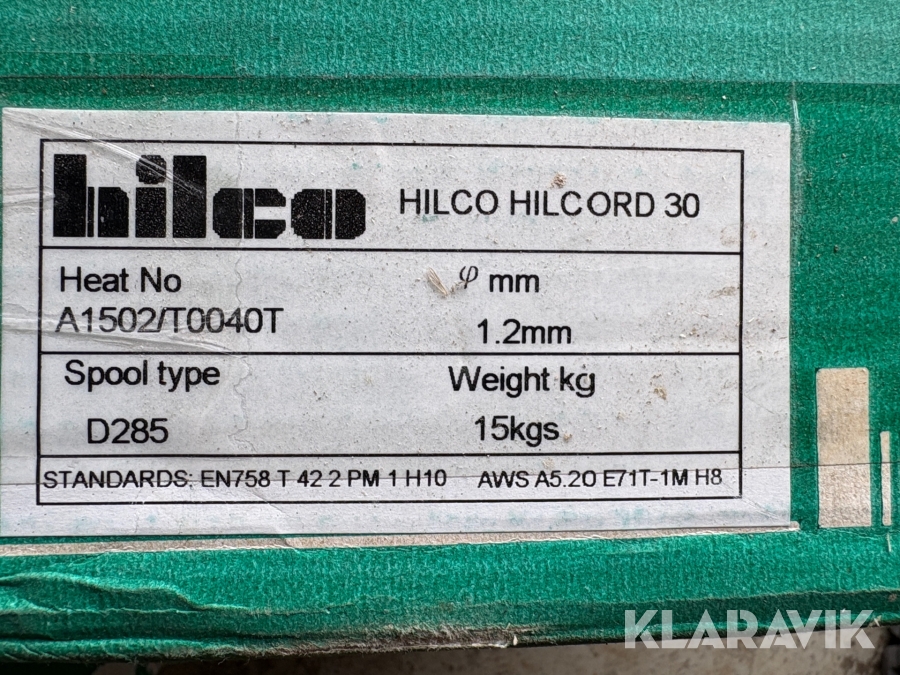 hilco HILCO HILCORD 30
Heat No φ mm
A1502/T0040T 1.2mm
Spool type Weight kg
D285 15kgs
STANDARDS: EN758 T 42 2 PM 1 H10 AWS A5.20 E71T-1M H8
KLARAVIK